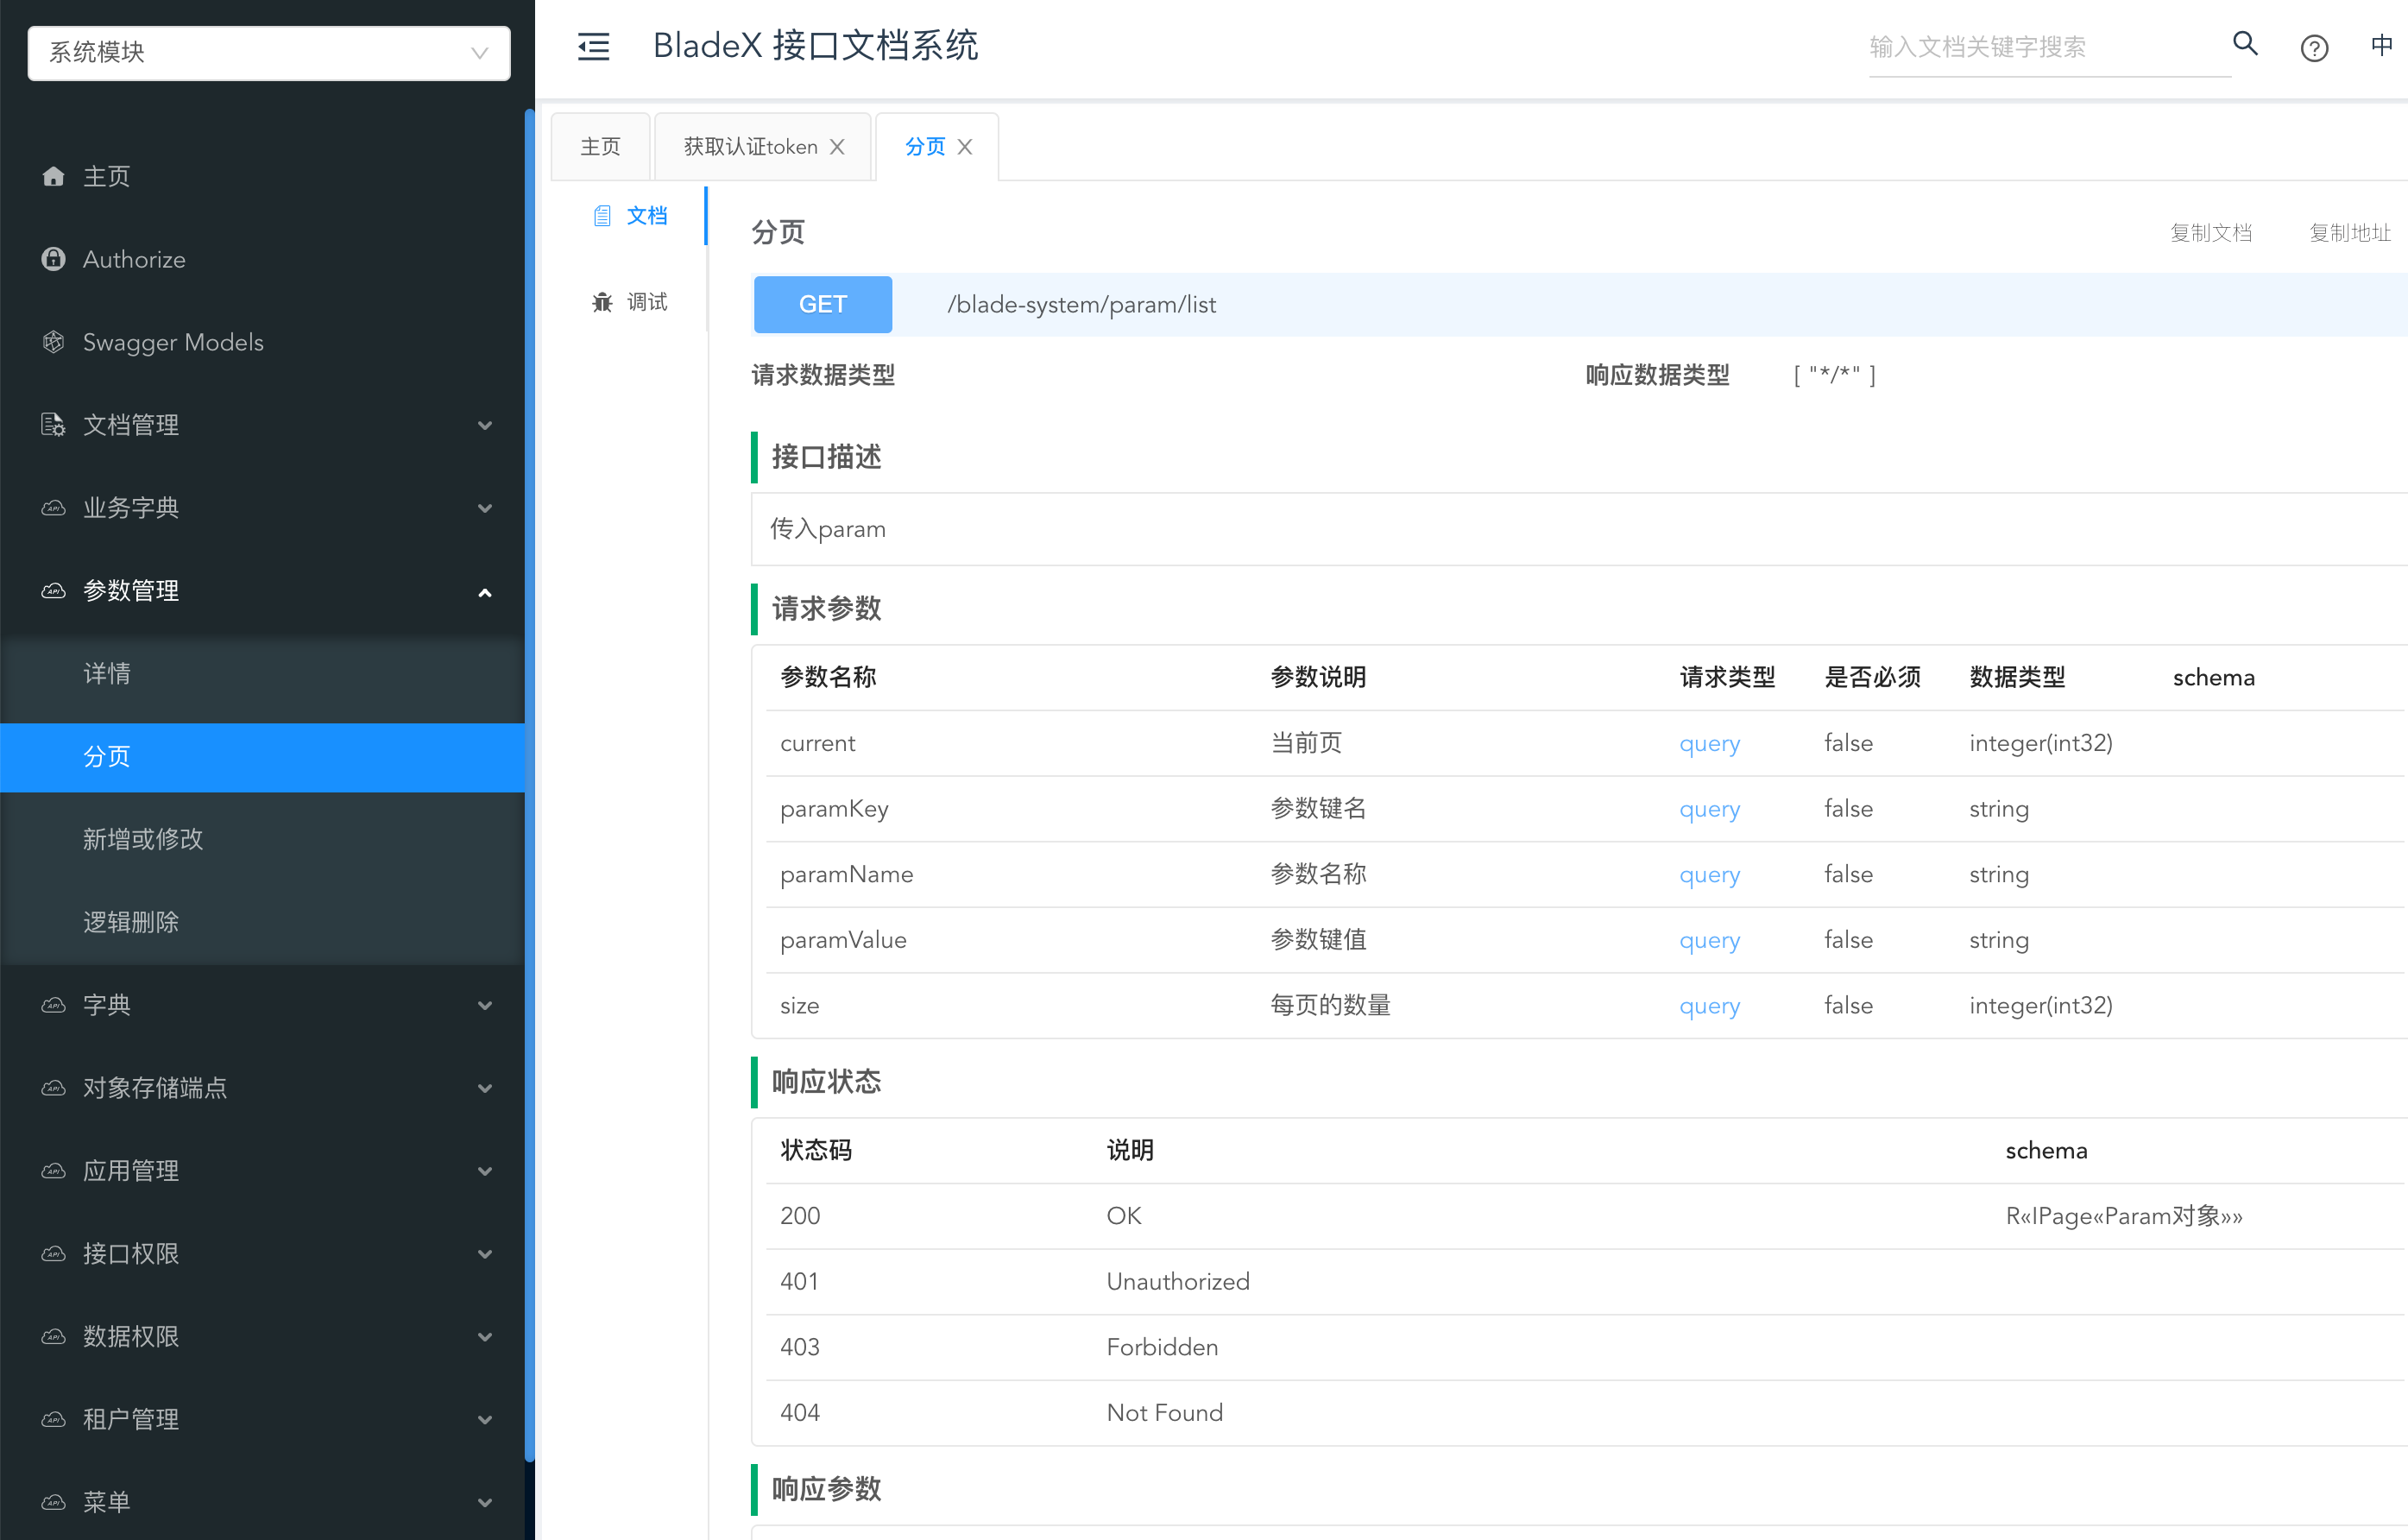 系统模块
主页
Authorize
Swagger Models
文档管理
业务字典
参数管理
详情
分页
新增或修改
逻辑删除
字典
对象存储端点
应用管理
接口权限
数据权限
租户管理
菜单
BladeX 接口文档系统
输入文档关键字搜索
中
主页 获取认证token 分页
文档
调试
分页 复制文档 复制地址
GET /blade-system/param/list
请求数据类型 响应数据类型 [ "*/*" ]
接口描述
传入param
请求参数
参数名称 参数说明 请求类型 是否必须 数据类型 schema
current 当前页 query false integer(int32)
paramKey 参数键名 query false string
paramName 参数名称 query false string
paramValue 参数键值 query false string
size 每页的数量 query false integer(int32)
响应状态
状态码 说明 schema
200 OK R«IPage«Param对象»»
401 Unauthorized
403 Forbidden
404 Not Found
响应参数